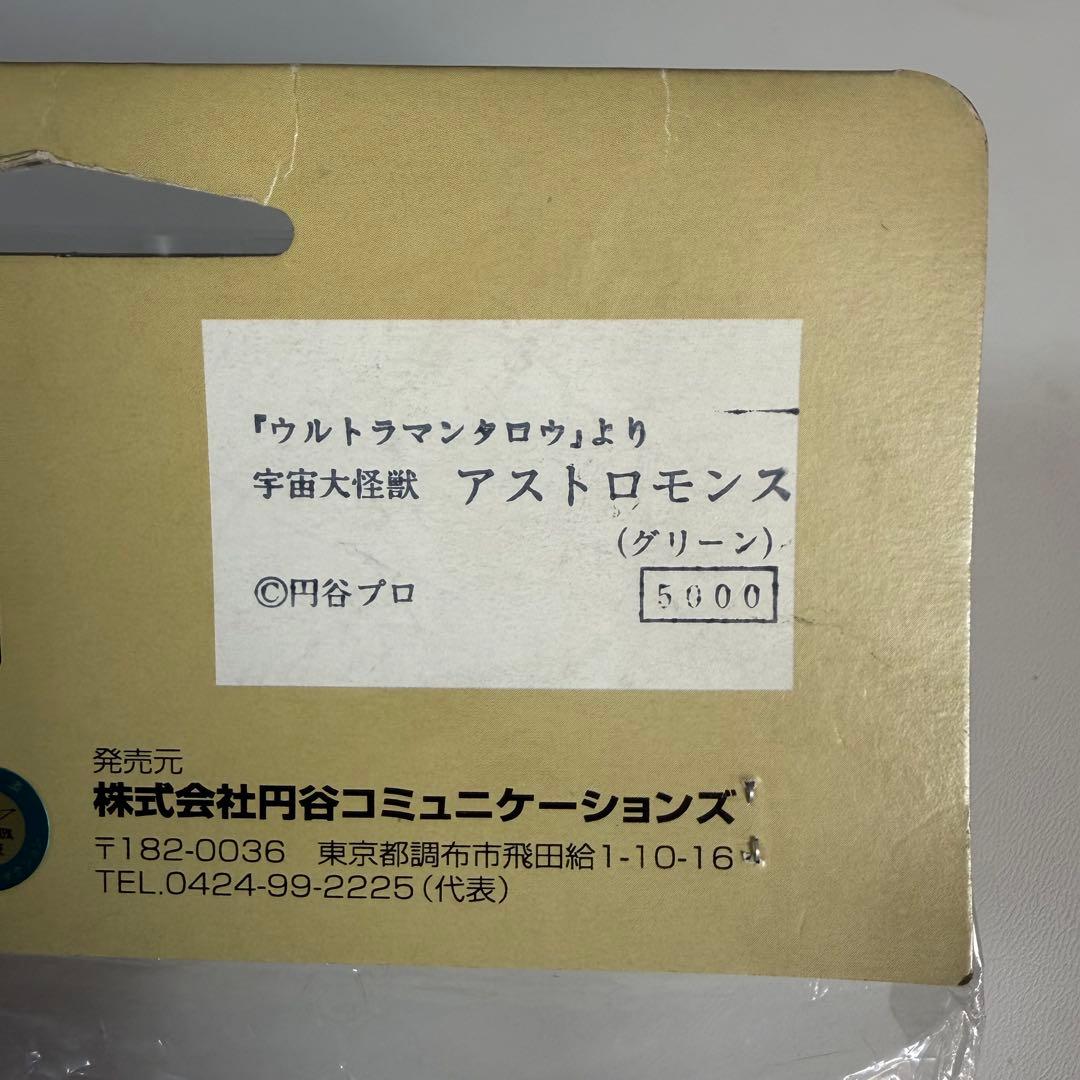 『ウルトラマンタロウ』より
宇宙大怪獣 アストロモンス
(グリーン)
©円谷プロ
5000
発売元
株式会社円谷コミュニケーションズ
〒182-0036 東京都調布市飛田給1-10-16
TEL.0424-99-2225(代表)